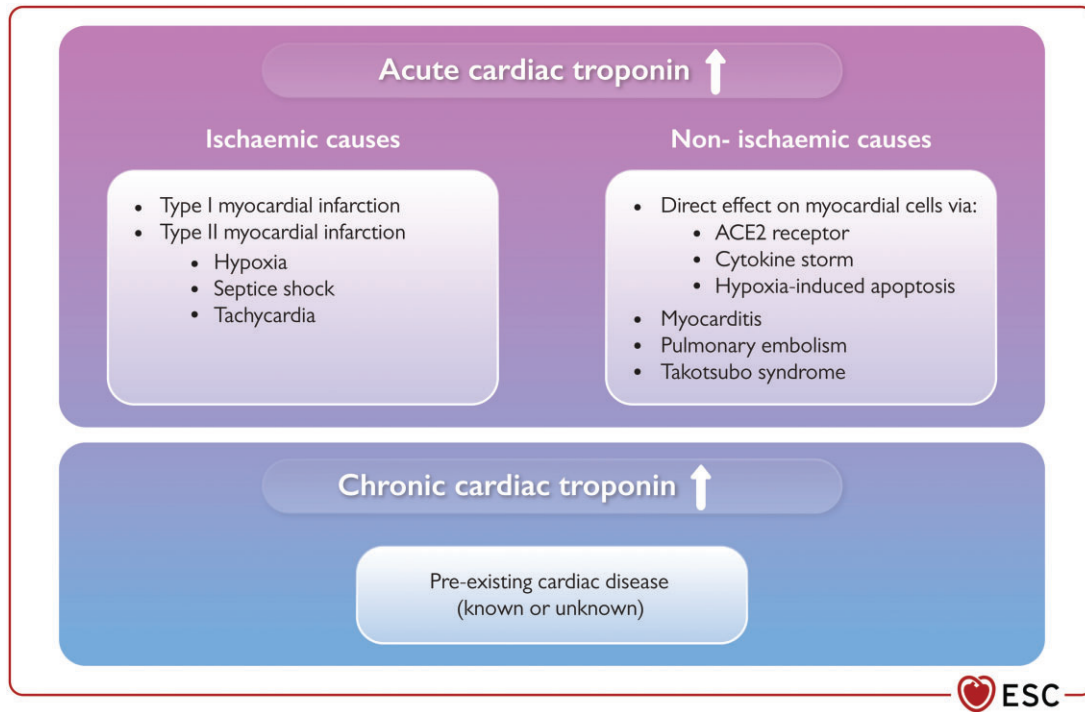 Acute cardiac troponin
Ischaemic causes
• Type I myocardial infarction
• Type II myocardial infarction
• Hypoxia
• Septice shock
• Tachycardia
Non- ischaemic causes
• Direct effect on myocardial cells via:
• ACE2 receptor
• Cytokine storm
• Hypoxia-induced apoptosis
• Myocarditis
• Pulmonary embolism
• Takotsubo syndrome
Chronic cardiac troponin
Pre-existing cardiac disease
(known or unknown)
ESC